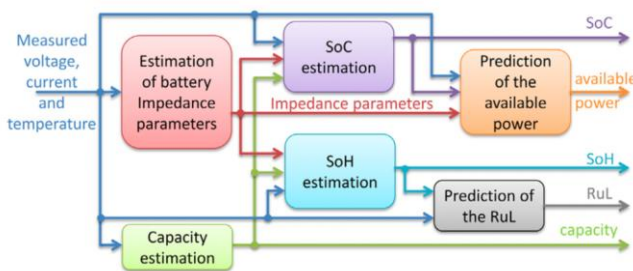 Measured
voltage,
current
and
temperature
Estimation
of battery
Impedance
parameters
SoC
estimation
SoC
Prediction
of the
available
power
available
power
Impedance parameters
SoH
estimation
SoH
Prediction of
the RuL
RuL
Capacity
estimation
capacity